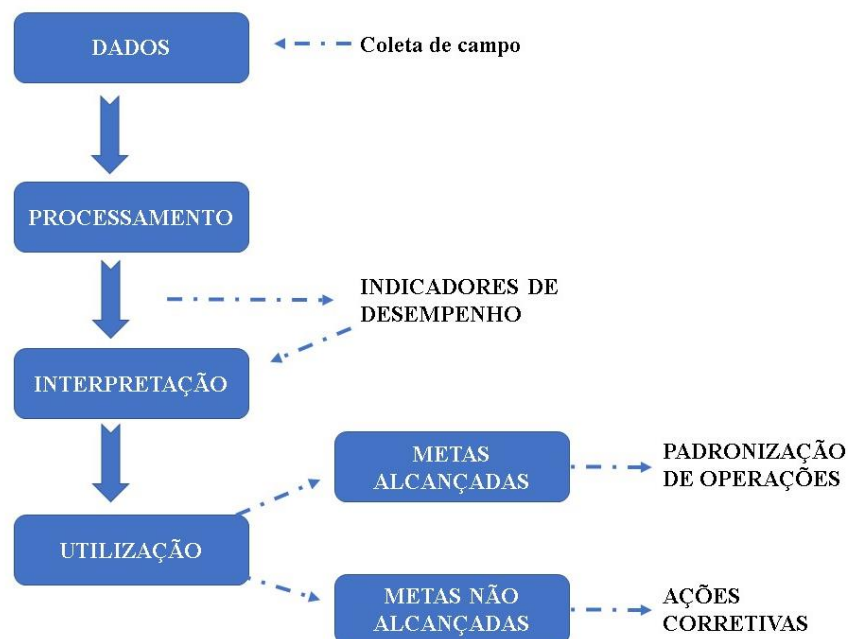 DADOS
Coleta de campo
PROCESSAMENTO
INDICADORES DE
DESEMPENHO
INTERPRETAÇÃO
METAS
ALCANÇADAS
PADRONIZAÇÃO
DE OPERAÇÕES
UTILIZAÇÃO
METAS NÃO
ALCANÇADAS
AÇÕES
CORRETIVAS